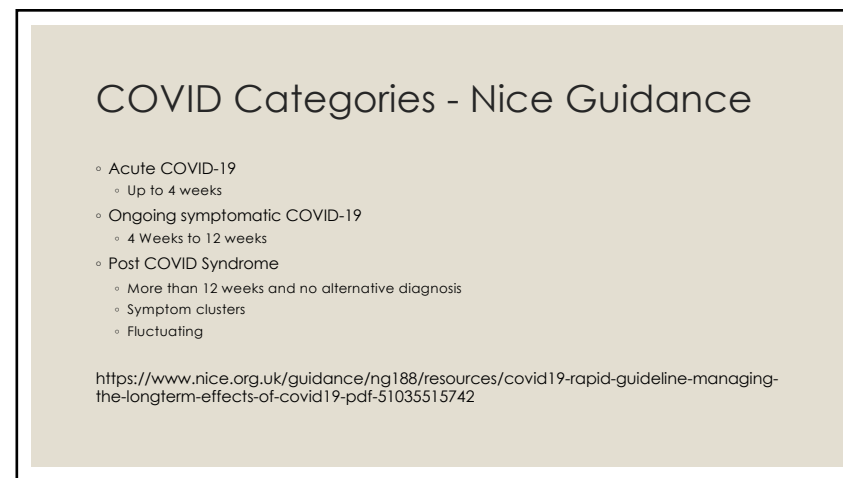 COVID Categories - Nice Guidance
◦ Acute COVID-19
◦ Up to 4 weeks
◦ Ongoing symptomatic COVID-19
◦ 4 Weeks to 12 weeks
◦ Post COVID Syndrome
◦ More than 12 weeks and no alternative diagnosis
◦ Symptom clusters
◦ Fluctuating
https://www.nice.org.uk/guidance/ng188/resources/covid19-rapid-guideline-managing-
the-longterm-effects-of-covid19-pdf-51035515742